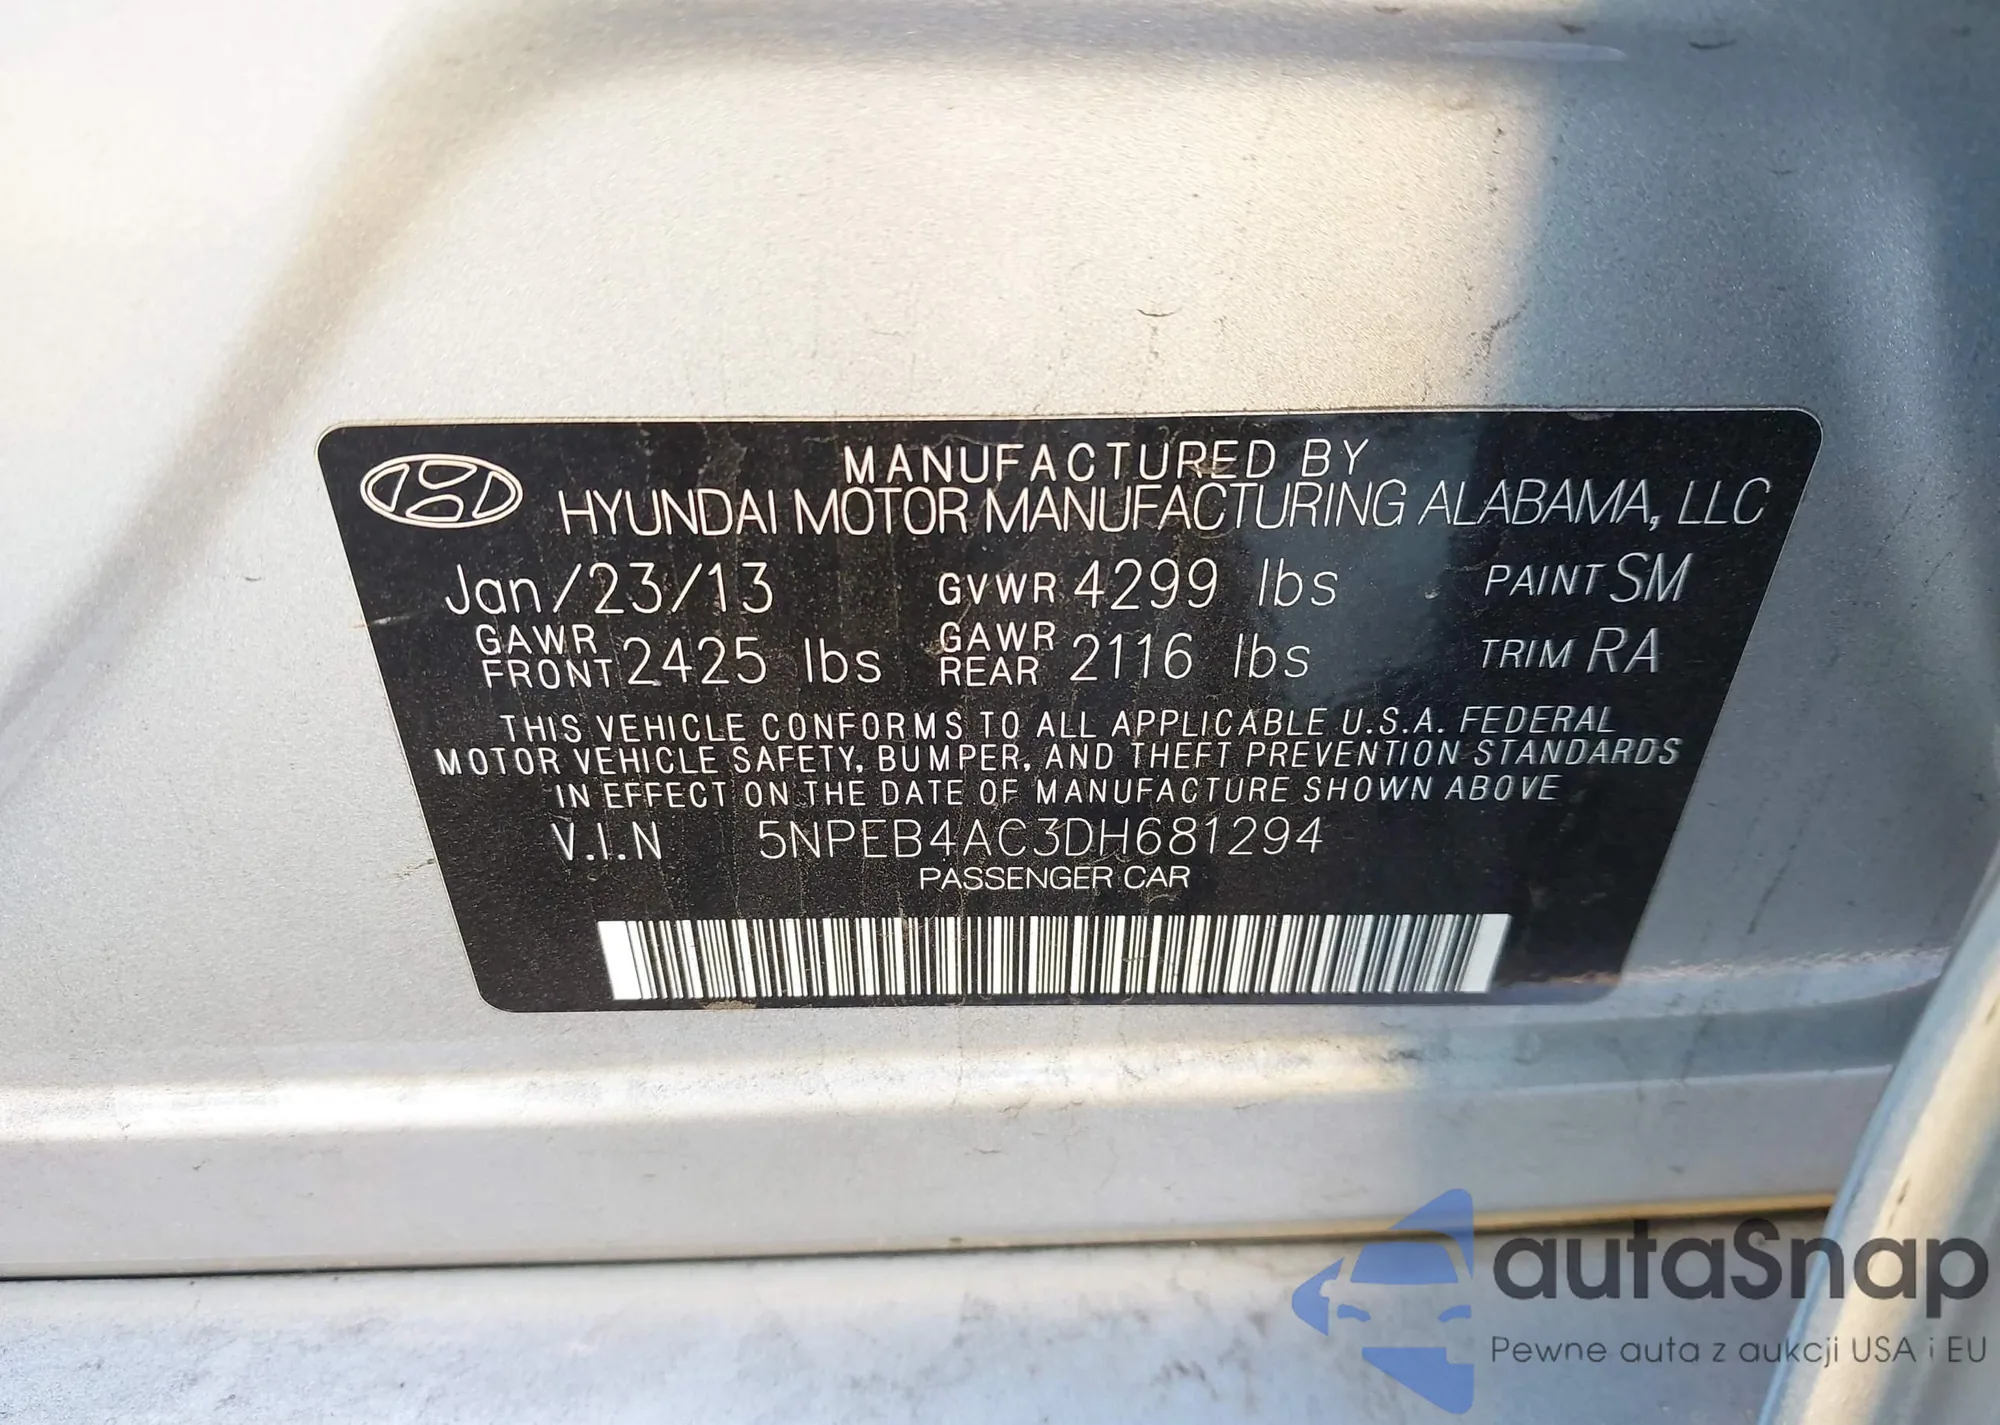 MANUFACTURED BY
HYUNDAI MOTOR MANUFACTURING ALABAMA, LLC
Jan/23/13 GVWR 4299 lbs PAINT SM
GAWR FRONT 2425 lbs GAWR REAR 2116 lbs TRIM RA
THIS VEHICLE CONFORMS TO ALL APPLICABLE U.S.A. FEDERAL
MOTOR VEHICLE SAFETY, BUMPER, AND THEFT PREVENTION STANDARDS
IN EFFECT ON THE DATE OF MANUFACTURE SHOWN ABOVE
V.I.N 5NPEB4AC3DH681294
PASSENGER CAR
autaSnap
Pewne auta z aukcji USA i EU